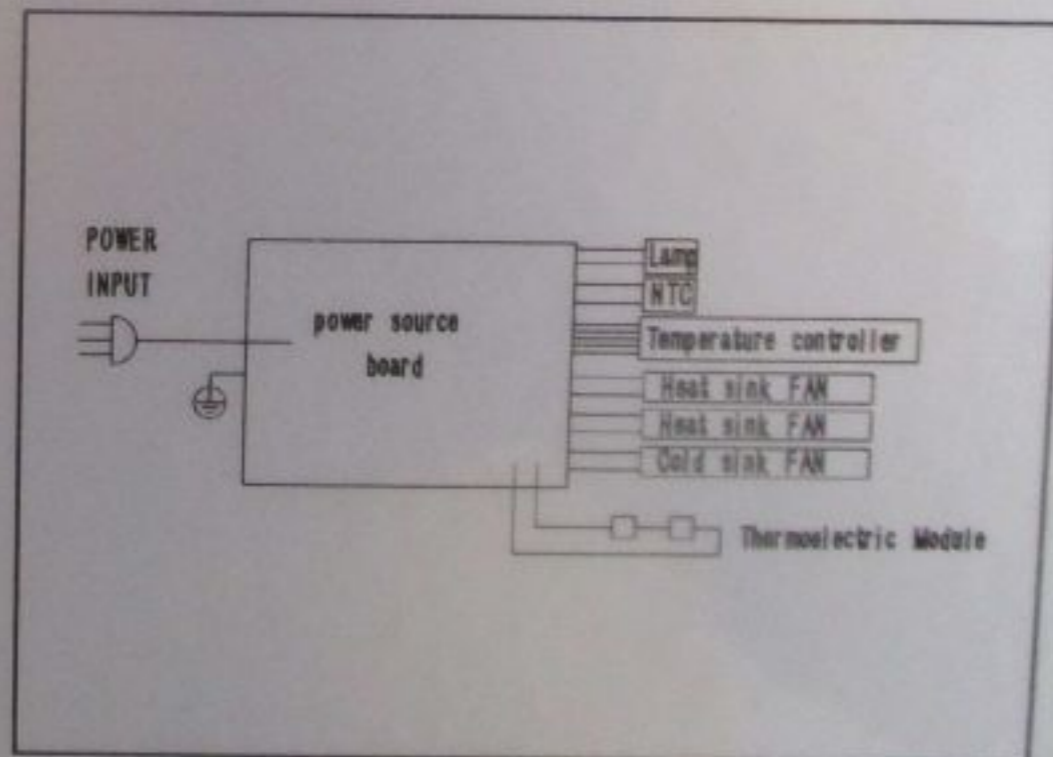 POWER
INPUT
power source
board
Lamp
NTC
Temperature controller
Heat sink FAN
Heat sink FAN
Cold sink FAN
Thermoelectric Module